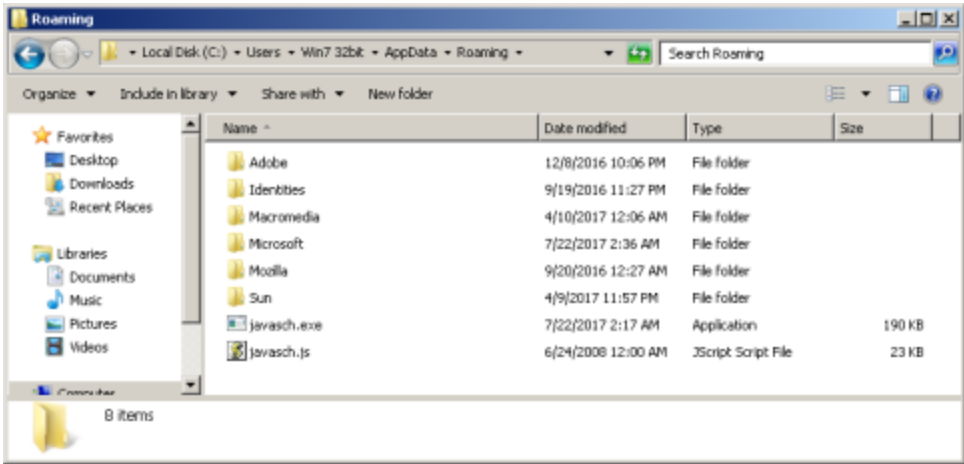 Roaming
Local Disk (C:) Users Win7 32bit AppData Roaming Search Roaming
Organize Include in library Share with New folder
Favorites
Desktop
Downloads
Recent Places
Libraries
Documents
Music
Pictures
Videos
Computer
Name Date modified Type Size
Adobe 12/8/2016 10:06 PM File folder
Identities 9/19/2016 11:27 PM File folder
Macromedia 4/10/2017 12:06 AM File folder
Microsoft 7/22/2017 2:36 AM File folder
Mozilla 9/20/2016 12:27 AM File folder
Sun 4/9/2017 11:57 PM File folder
javasch.exe 7/22/2017 2:17 AM Application 190 KB
javasch.js 6/24/2008 12:00 AM JScript Script File 23 KB
8 items